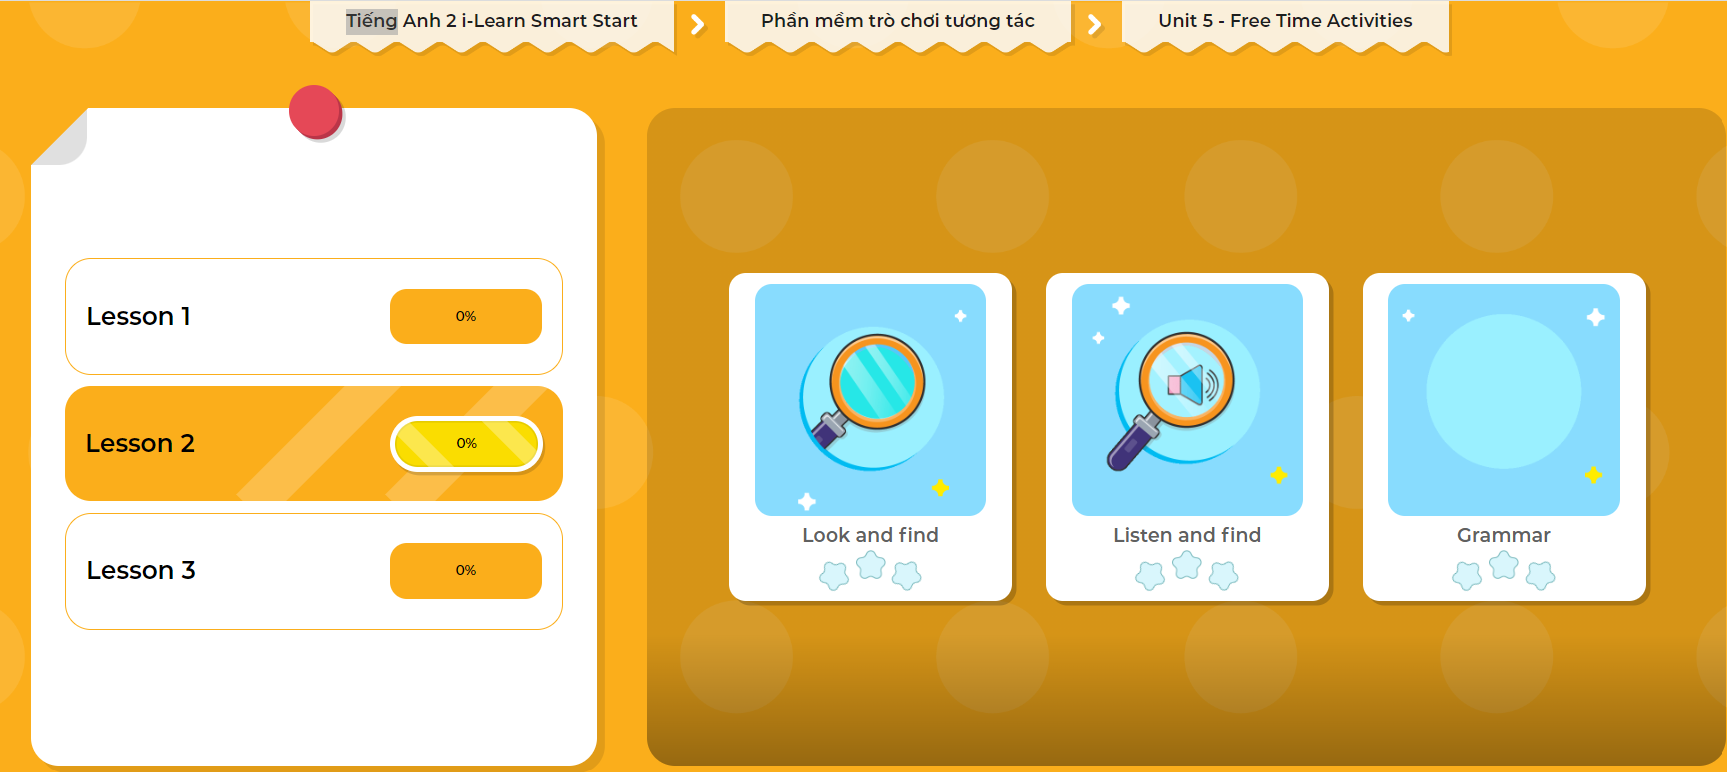 Tiếng Anh 2 i-Learn Smart Start
Phần mềm trò chơi tương tác
Unit 5 - Free Time Activities
Lesson 1
0%
Lesson 2
0%
Lesson 3
0%
Look and find
Listen and find
Grammar